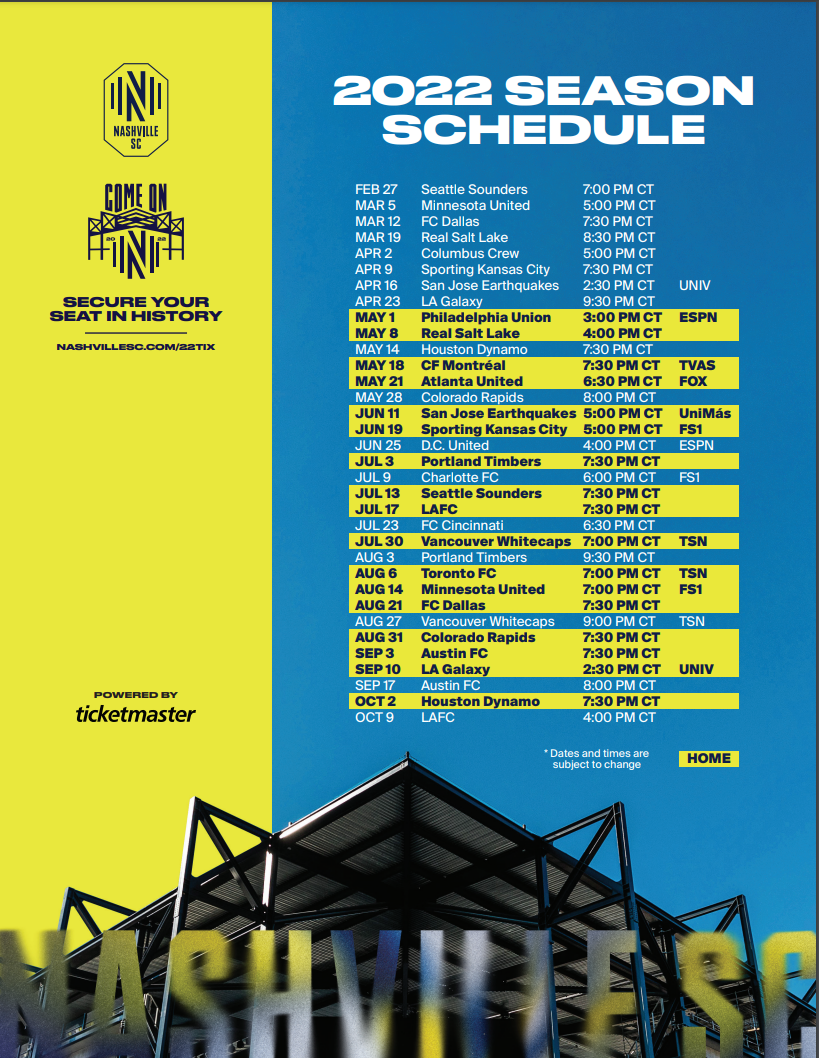 NASHVILLE
SC
COME ON
20 22
SECURE YOUR
SEAT IN HISTORY
NASHVILLESC.COM/22TIX
POWERED BY
ticketmaster
2022 SEASON
SCHEDULE
FEB 27 Seattle Sounders 7:00 PM CT
MAR 5 Minnesota United 5:00 PM CT
MAR 12 FC Dallas 7:30 PM CT
MAR 19 Real Salt Lake 8:30 PM CT
APR 2 Columbus Crew 5:00 PM CT
APR 9 Sporting Kansas City 7:30 PM CT
APR 16 San Jose Earthquakes 2:30 PM CT UNIV
APR 23 LA Galaxy 9:30 PM CT
MAY 1 Philadelphia Union 3:00 PM CT ESPN
MAY 8 Real Salt Lake 4:00 PM CT
MAY 14 Houston Dynamo 7:30 PM CT
MAY 18 CF Montréal 7:30 PM CT TVAS
MAY 21 Atlanta United 6:30 PM CT FOX
MAY 28 Colorado Rapids 8:00 PM CT
JUN 11 San Jose Earthquakes 5:00 PM CT UniMás
JUN 19 Sporting Kansas City 5:00 PM CT FS1
JUN 25 D.C. United 4:00 PM CT ESPN
JUL 3 Portland Timbers 7:30 PM CT
JUL 9 Charlotte FC 6:00 PM CT FS1
JUL 13 Seattle Sounders 7:30 PM CT
JUL 17 LAFC 7:30 PM CT
JUL 23 FC Cincinnati 6:30 PM CT
JUL 30 Vancouver Whitecaps 7:00 PM CT TSN
AUG 3 Portland Timbers 9:30 PM CT
AUG 6 Toronto FC 7:00 PM CT TSN
AUG 14 Minnesota United 7:00 PM CT FS1
AUG 21 FC Dallas 7:30 PM CT
AUG 27 Vancouver Whitecaps 9:00 PM CT TSN
AUG 31 Colorado Rapids 7:30 PM CT
SEP 3 Austin FC 7:30 PM CT
SEP 10 LA Galaxy 2:30 PM CT UNIV
SEP 17 Austin FC 8:00 PM CT
OCT 2 Houston Dynamo 7:30 PM CT
OCT 9 LAFC 4:00 PM CT
* Dates and times are
subject to change
HOME
NASHVILLE SC